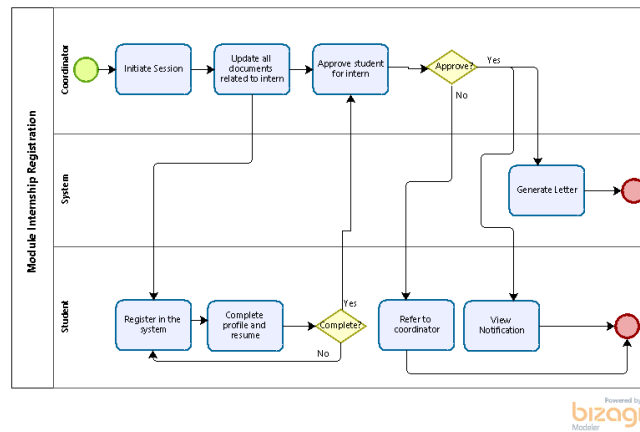 Module Internship Registration
Coordinator
Initiate Session
Update all
documents
related to intern
Approve student
for intern
Approve?
Yes
No
System
Generate Letter
Student
Register in the
system
Complete
profile and
resume
Complete?
Yes
No
Refer to
coordinator
View
Notification
Powered by
bizagi
Modeler